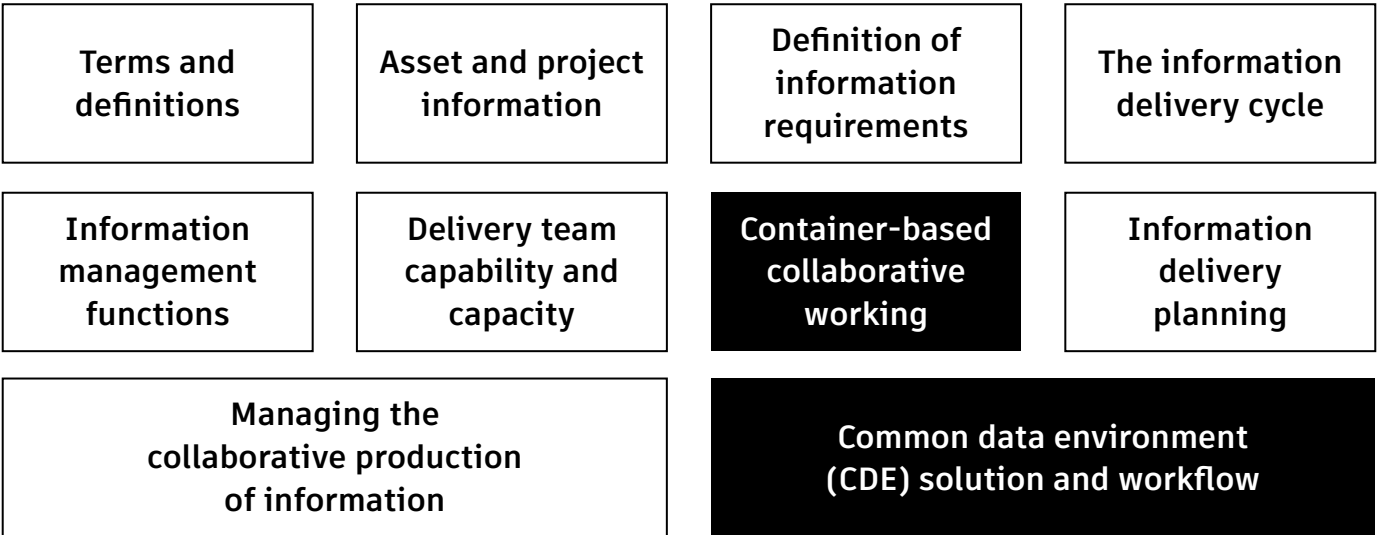 Terms and
definitions
Asset and project
information
Definition of
information
requirements
The information
delivery cycle
Information
management
functions
Delivery team
capability and
capacity
Container-based
collaborative
working
Information
delivery
planning
Managing the
collaborative production
of information
Common data environment
(CDE) solution and workflow